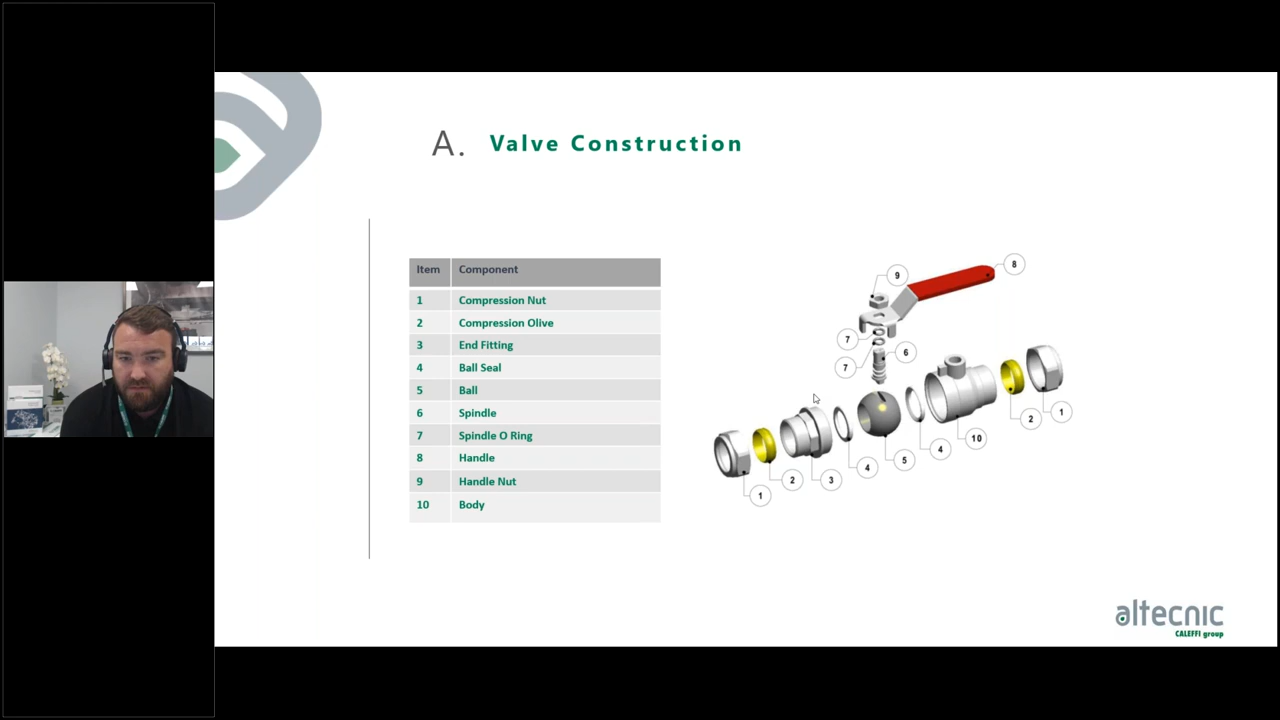 A. Valve Construction
Item Component
1 Compression Nut
2 Compression Olive
3 End Fitting
4 Ball Seal
5 Ball
6 Spindle
7 Spindle O Ring
8 Handle
9 Handle Nut
10 Body
8
9
7
6
7
1
2
10
4
5
4
3
2
1
altecnic
CALEFFI group